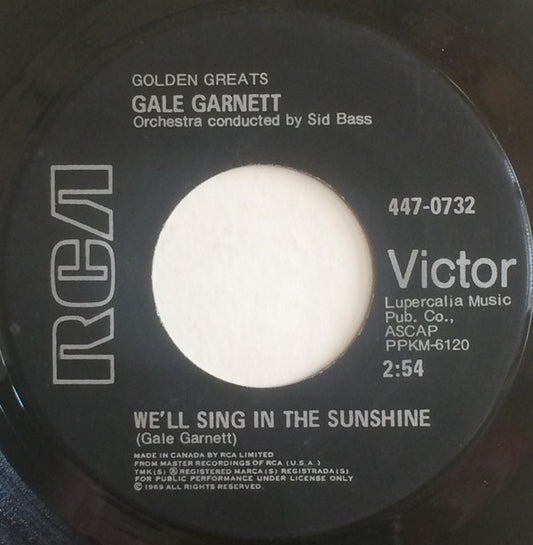 GOLDEN GREATS
GALE GARNETT
Orchestra conducted by Sid Bass
RCA
447-0732
Victor
Lupercalia Music
Pub. Co.,
ASCAP
PPKM-6120
2:54
WE'LL SING IN THE SUNSHINE
(Gale Garnett)
MADE IN CANADA BY RCA LIMITED
FROM MASTER RECORDINGS OF RCA (U.S.A.)
TMK(S) ® REGISTERED MARCA(S) REGISTRADA(S)
FOR PUBLIC PERFORMANCE UNDER LICENSE ONLY
© 1969 ALL RIGHTS RESERVED.